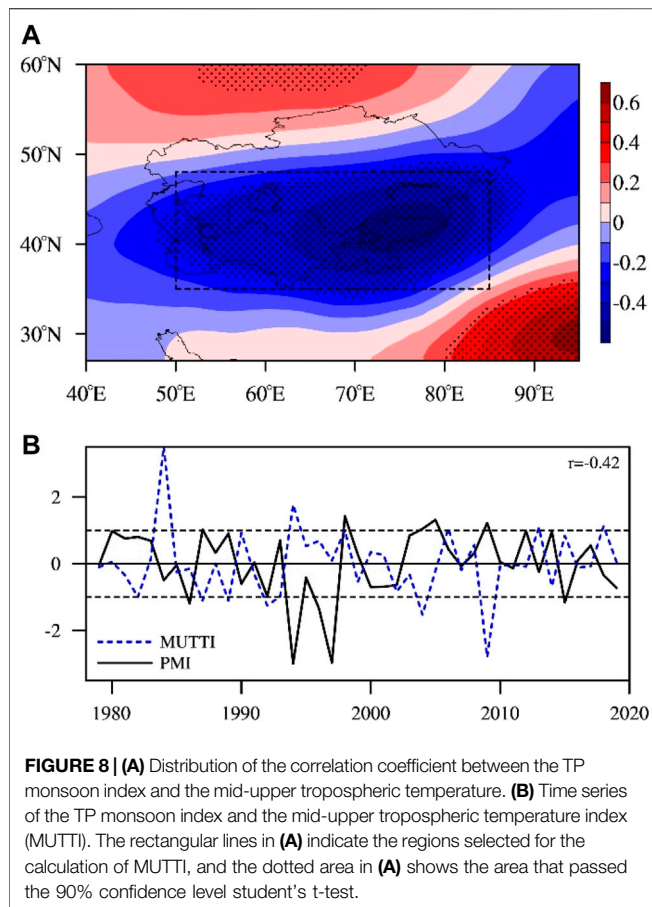 A
60°N
50°N
40°N
30°N
40°E
50°E
60°E
70°E
80°E
90°E
0.6
0.4
0.2
0
-0.2
-0.4
B
r=-0.42
2
0
-2
MUTTI
PMI
1980
1990
2000
2010
2020
FIGURE 8 | (A) Distribution of the correlation coefficient between the TP
monsoon index and the mid-upper tropospheric temperature. (B) Time series
of the TP monsoon index and the mid-upper tropospheric temperature index
(MUTTI). The rectangular lines in (A) indicate the regions selected for the
calculation of MUTTI, and the dotted area in (A) shows the area that passed
the 90% confidence level student's t-test.